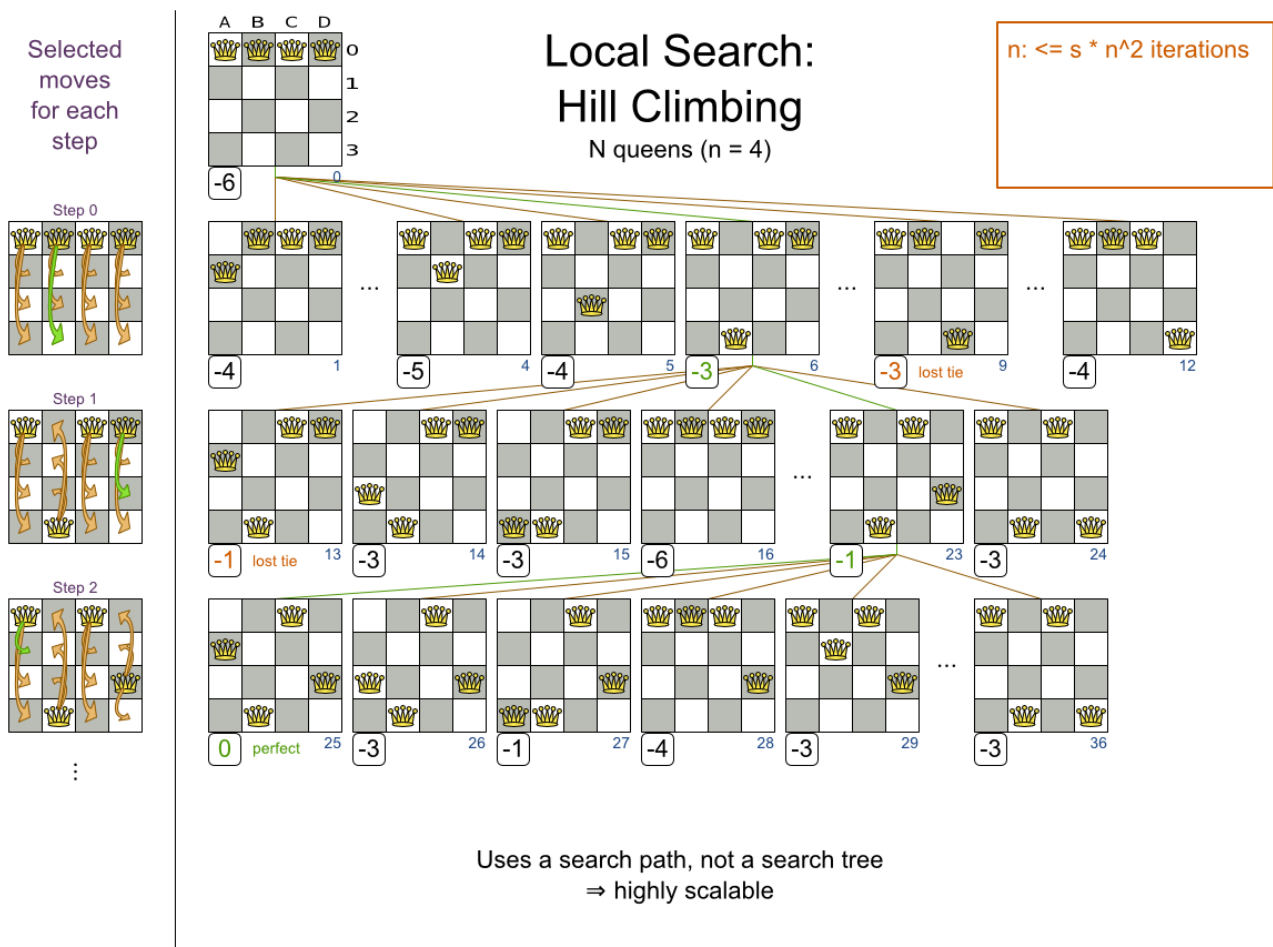 Selected
moves
for each
step
A B C D
0
1
2
3
-6
0
Local Search:
Hill Climbing
N queens (n = 4)
n: <= s * n^2 iterations
Step 0
...
...
...
-4
1
-5
4
-4
5
-3
6
-3
lost tie
9
-4
12
Step 1
...
-1
lost tie
13
-3
14
-3
15
-6
16
-1
23
-3
24
Step 2
...
0
perfect
25
-3
26
-1
27
-4
28
-3
29
-3
36
⋮
Uses a search path, not a search tree
⇒ highly scalable